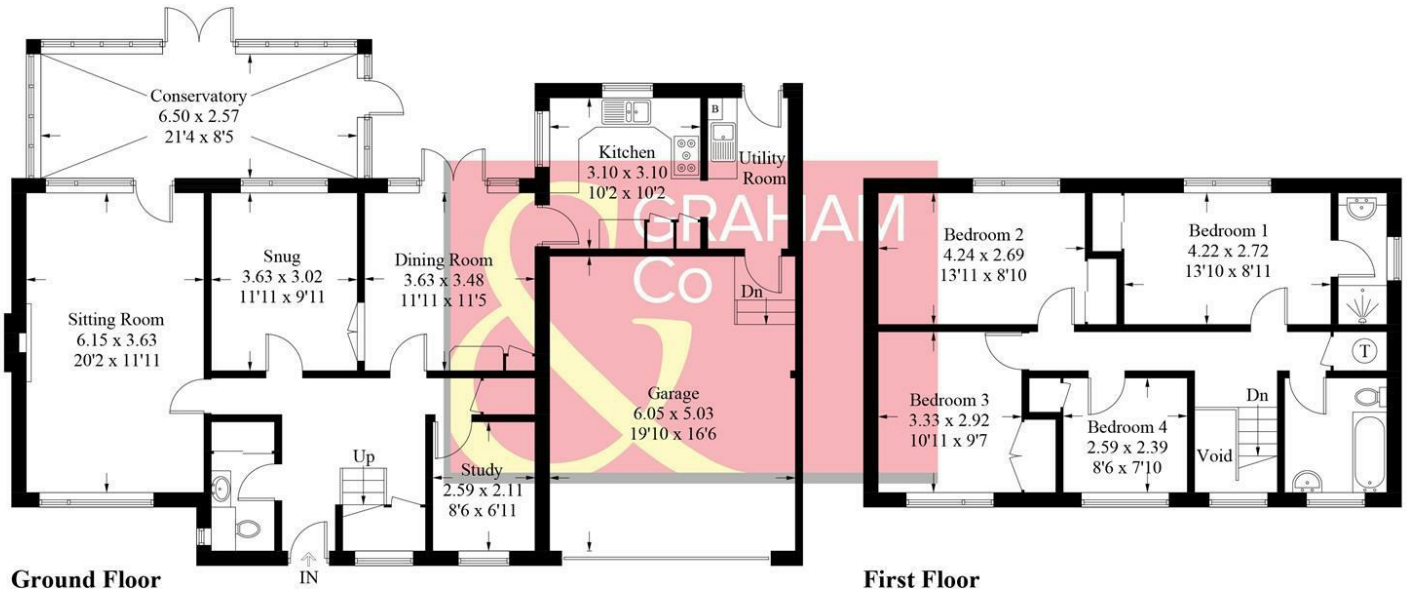 Conservatory
6.50 x 2.57
21'4 x 8'5
Kitchen
3.10 x 3.10
10'2 x 10'2
B
Utility
Room
Snug
3.63 x 3.02
11'11 x 9'11
Dining Room
3.63 x 3.48
11'11 x 11'5
Sitting Room
6.15 x 3.63
20'2 x 11'11
&
GRAHAM
Co
Dn
Garage
6.05 x 5.03
19'10 x 16'6
Up
Study
2.59 x 2.11
8'6 x 6'11
IN
Ground Floor
Bedroom 2
4.24 x 2.69
13'11 x 8'10
Bedroom 1
4.22 x 2.72
13'10 x 8'11
T
Bedroom 3
3.33 x 2.92
10'11 x 9'7
Bedroom 4
2.59 x 2.39
8'6 x 7'10
Void
Dn
First Floor